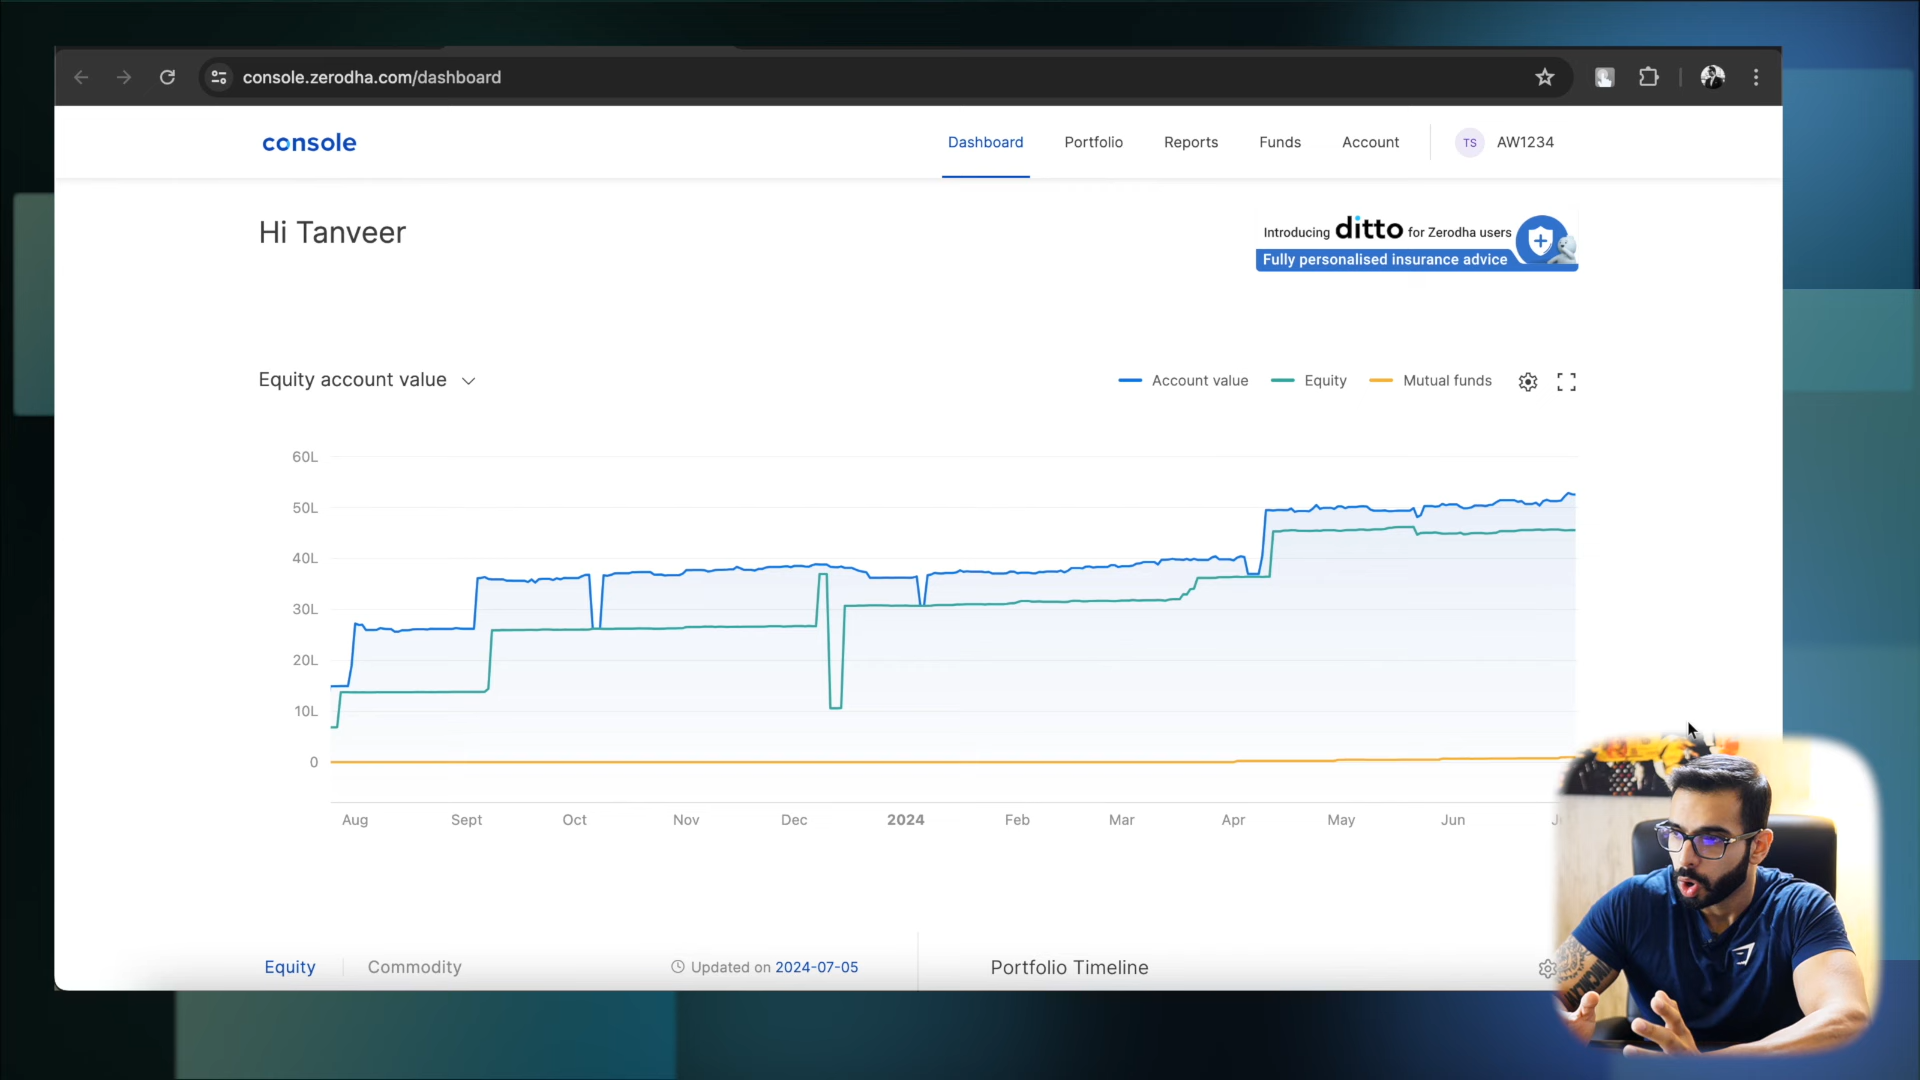 console.zerodha.com/dashboard
console
Dashboard
Portfolio
Reports
Funds
Account
TS
AW1234
Hi Tanveer
Introducing ditto for Zerodha users
Fully personalised insurance advice
Equity account value
Account value
Equity
Mutual funds
60L
50L
40L
30L
20L
10L
0
Aug
Sept
Oct
Nov
Dec
2024
Feb
Mar
Apr
May
Jun
Equity
Commodity
Updated on 2024-07-05
Portfolio Timeline